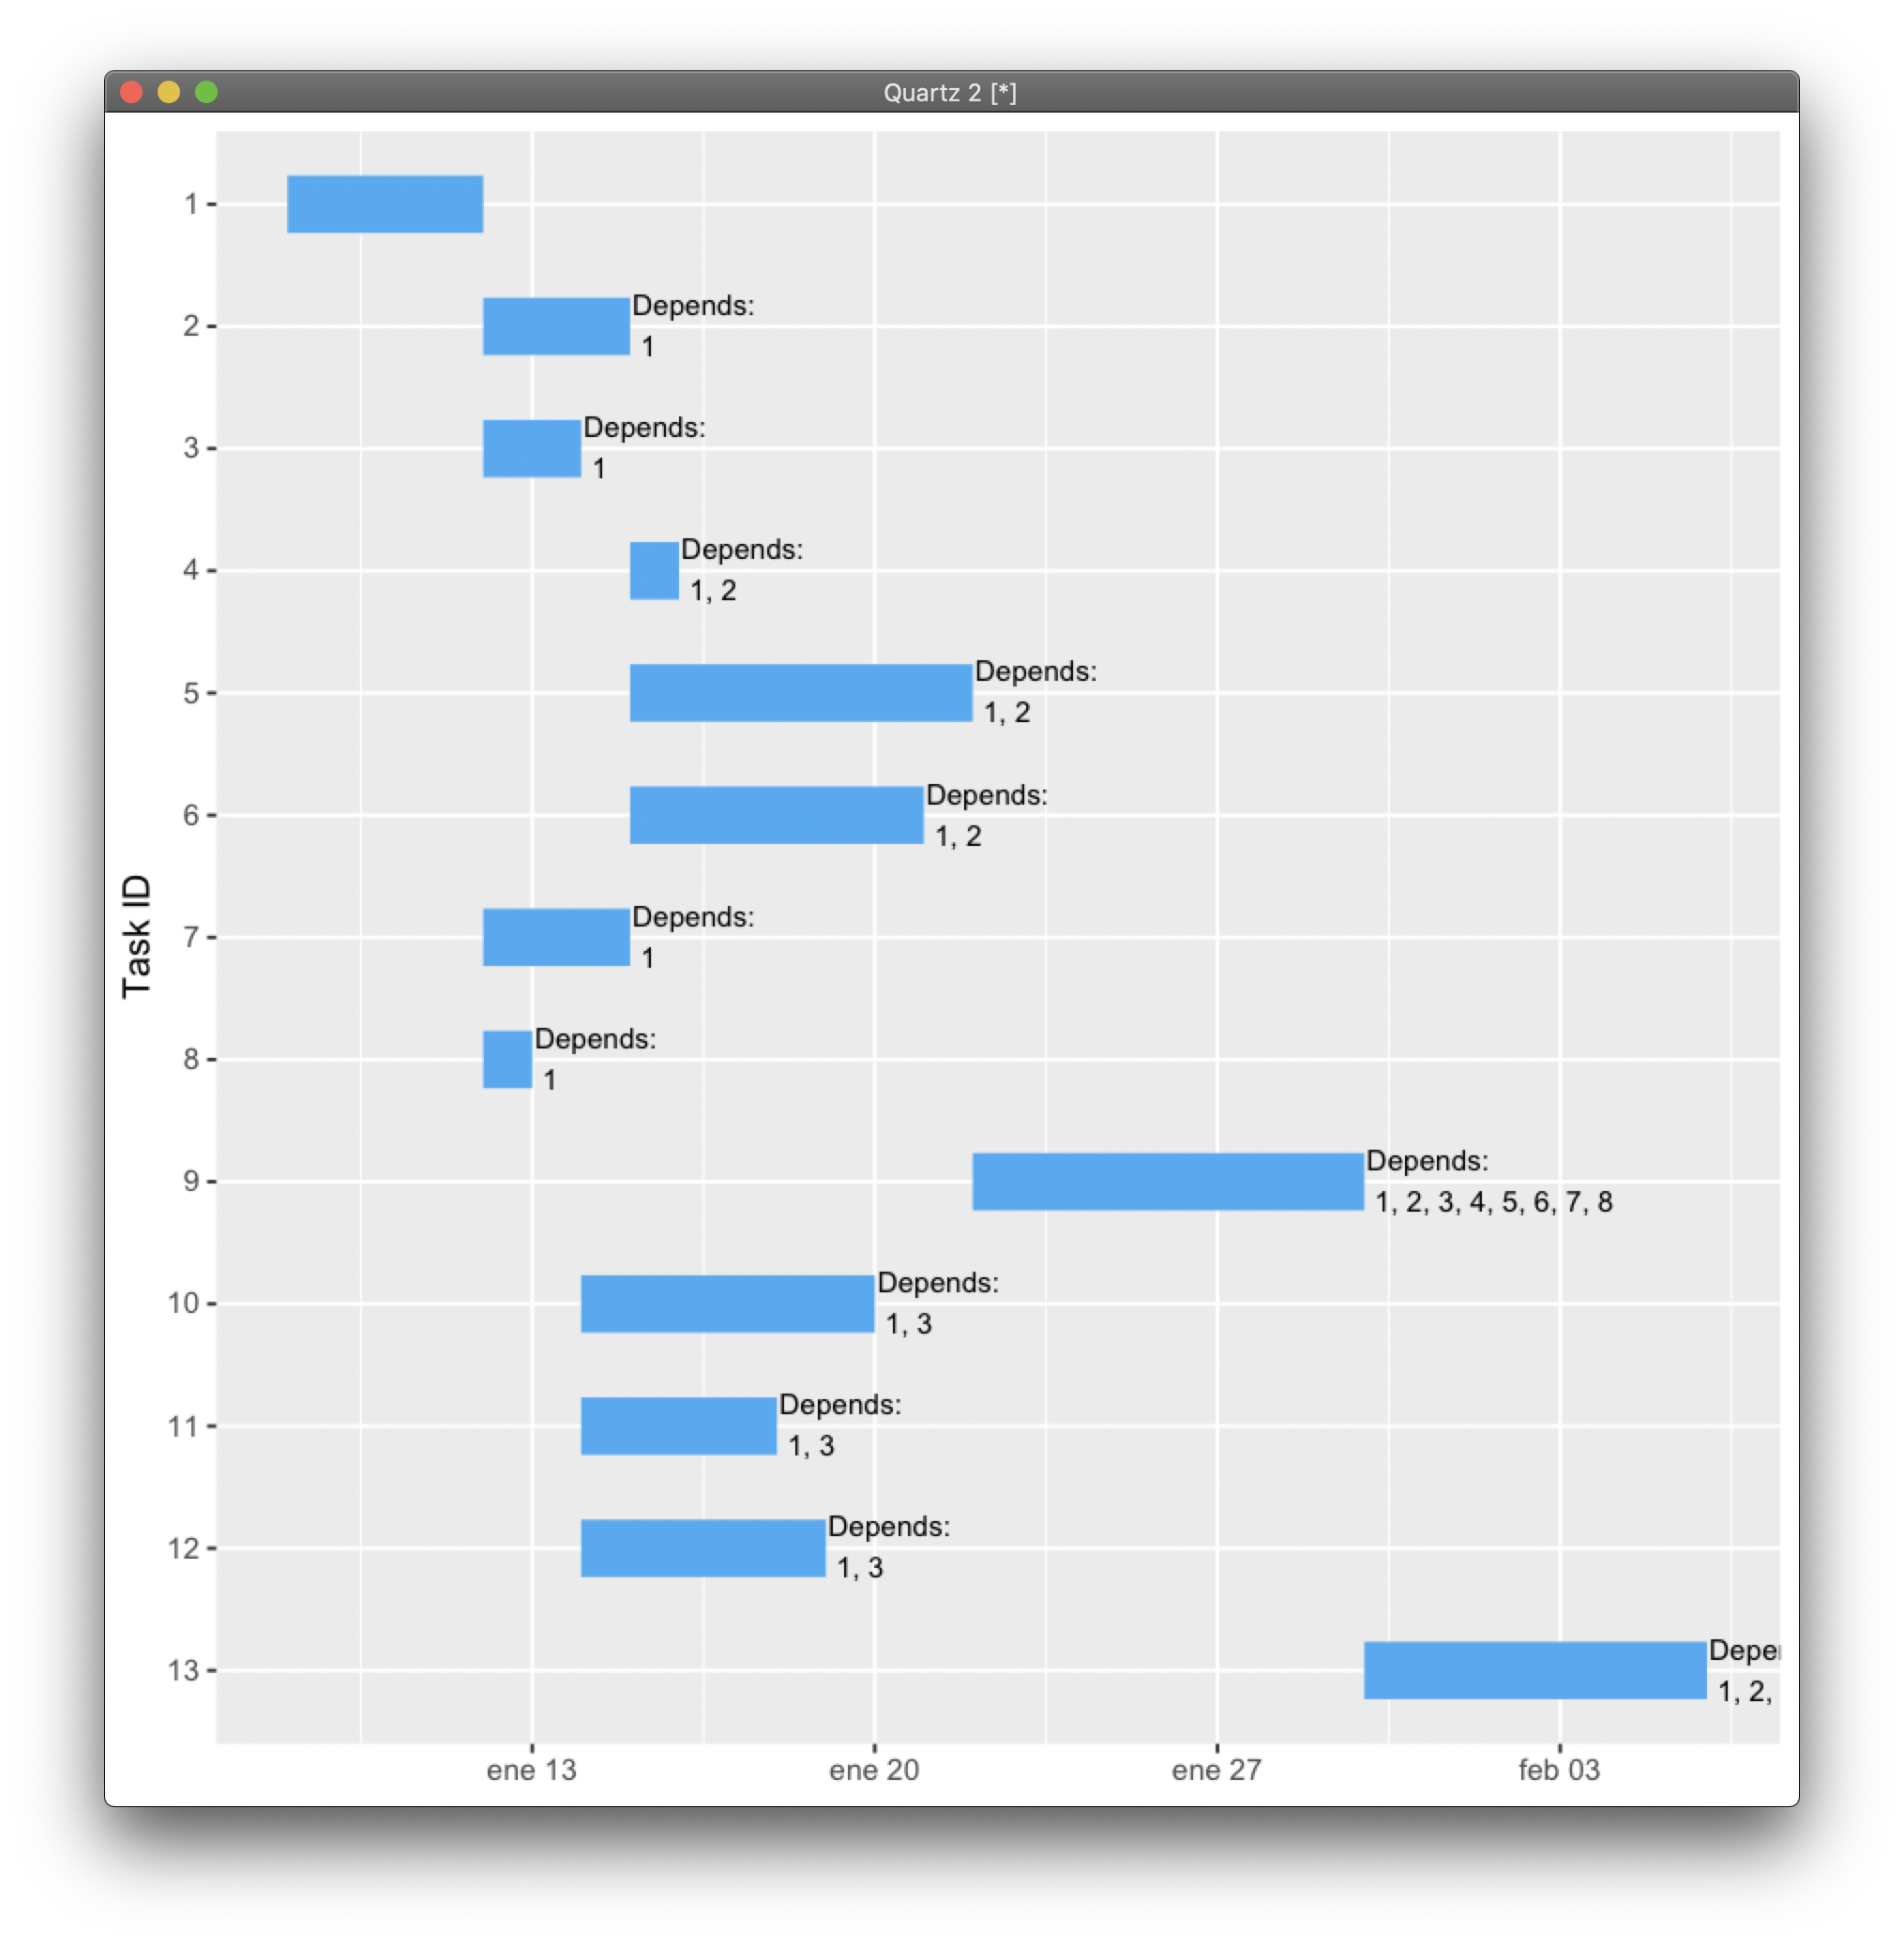 Quartz 2 [*]
1
2
Depends:
1
3
Depends:
1
4
Depends:
1, 2
5
Depends:
1, 2
6
Depends:
1, 2
Task ID
7
Depends:
1
8
Depends:
1
9
Depends:
1, 2, 3, 4, 5, 6, 7, 8
10
Depends:
1, 3
11
Depends:
1, 3
12
Depends:
1, 3
13
1, 2,
ene 13
ene 20
ene 27
feb 03